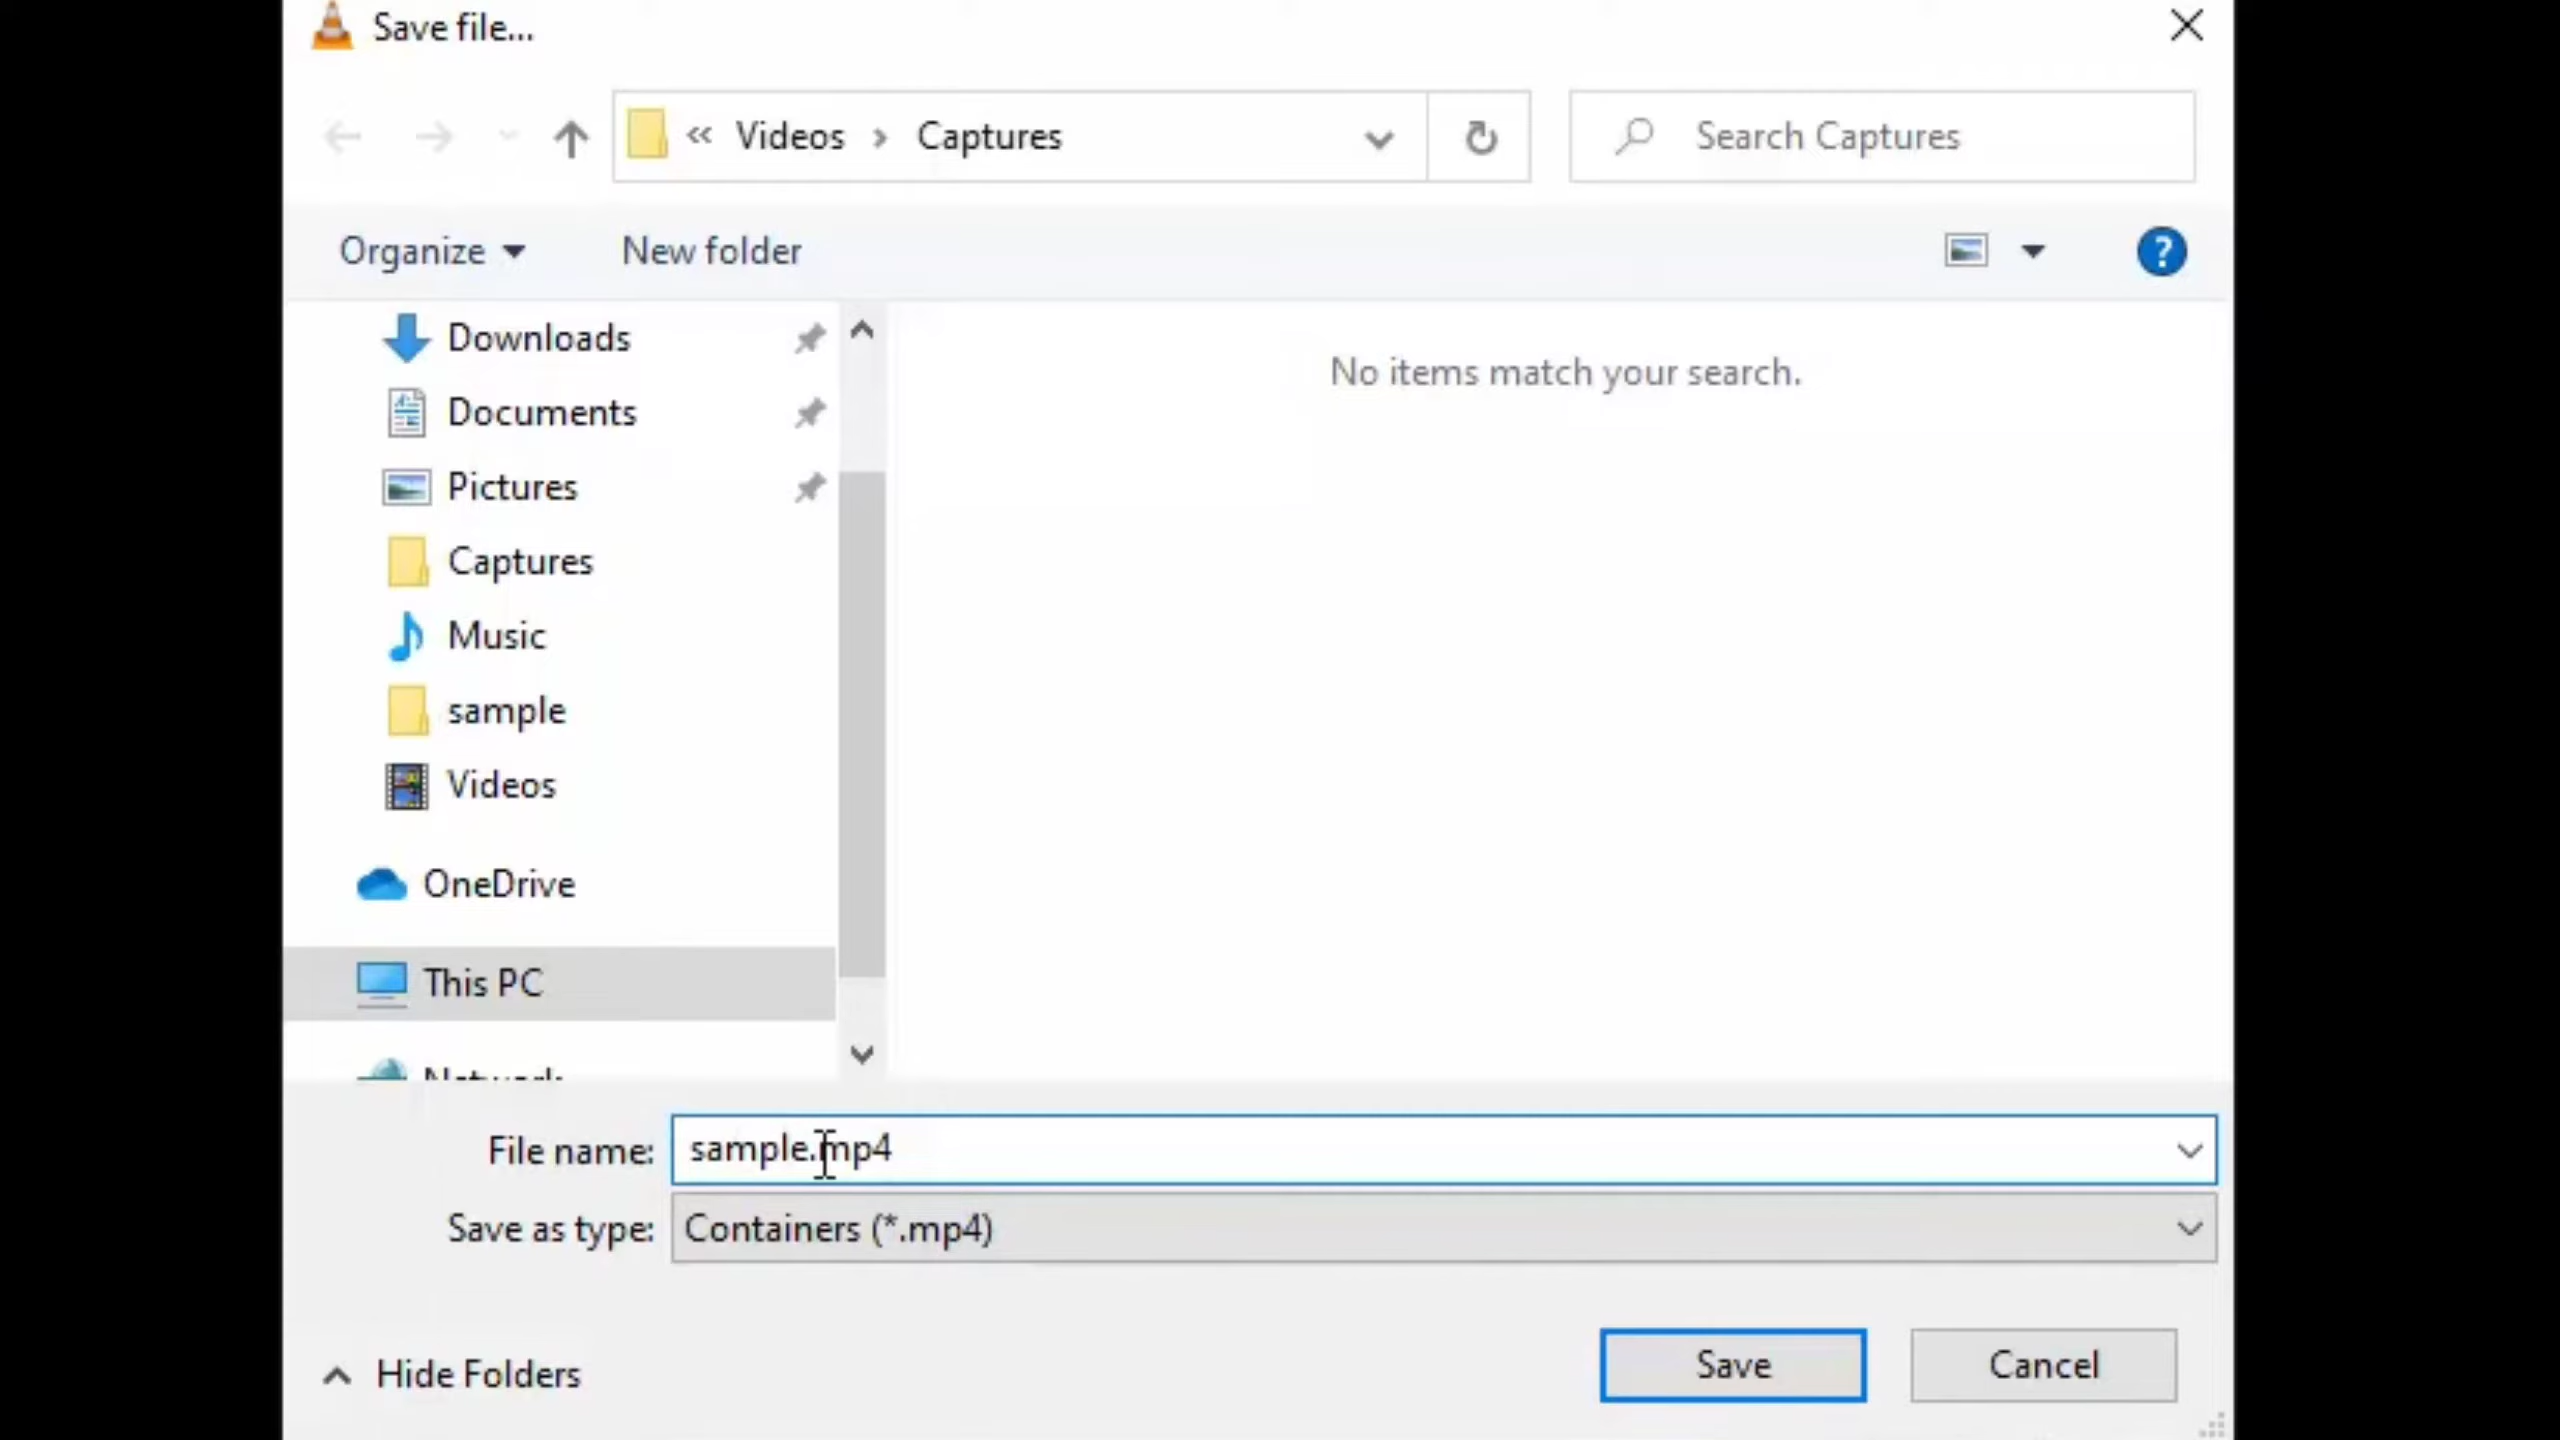 Save file...
« Videos › Captures
Search Captures
Organize
New folder
?
Downloads
Documents
Pictures
Captures
Music
sample
Videos
OneDrive
This PC
Network
No items match your search.
File name: sample.mp4
Save as type: Containers (*.mp4)
Hide Folders
Save
Cancel